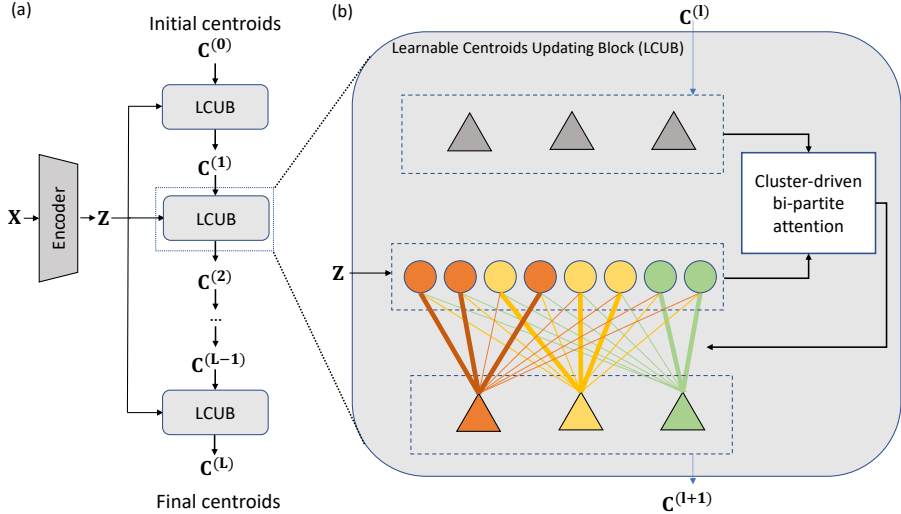 (a)
Initial centroids
C^(0)
LCUB
C^(1)
X
Encoder
Z
LCUB
C^(2)
...
C^(L−1)
LCUB
C^(L)
Final centroids
(b)
C^(l)
Learnable Centroids Updating Block (LCUB)
Cluster-driven
bi-partite
attention
Z
C^(l+1)